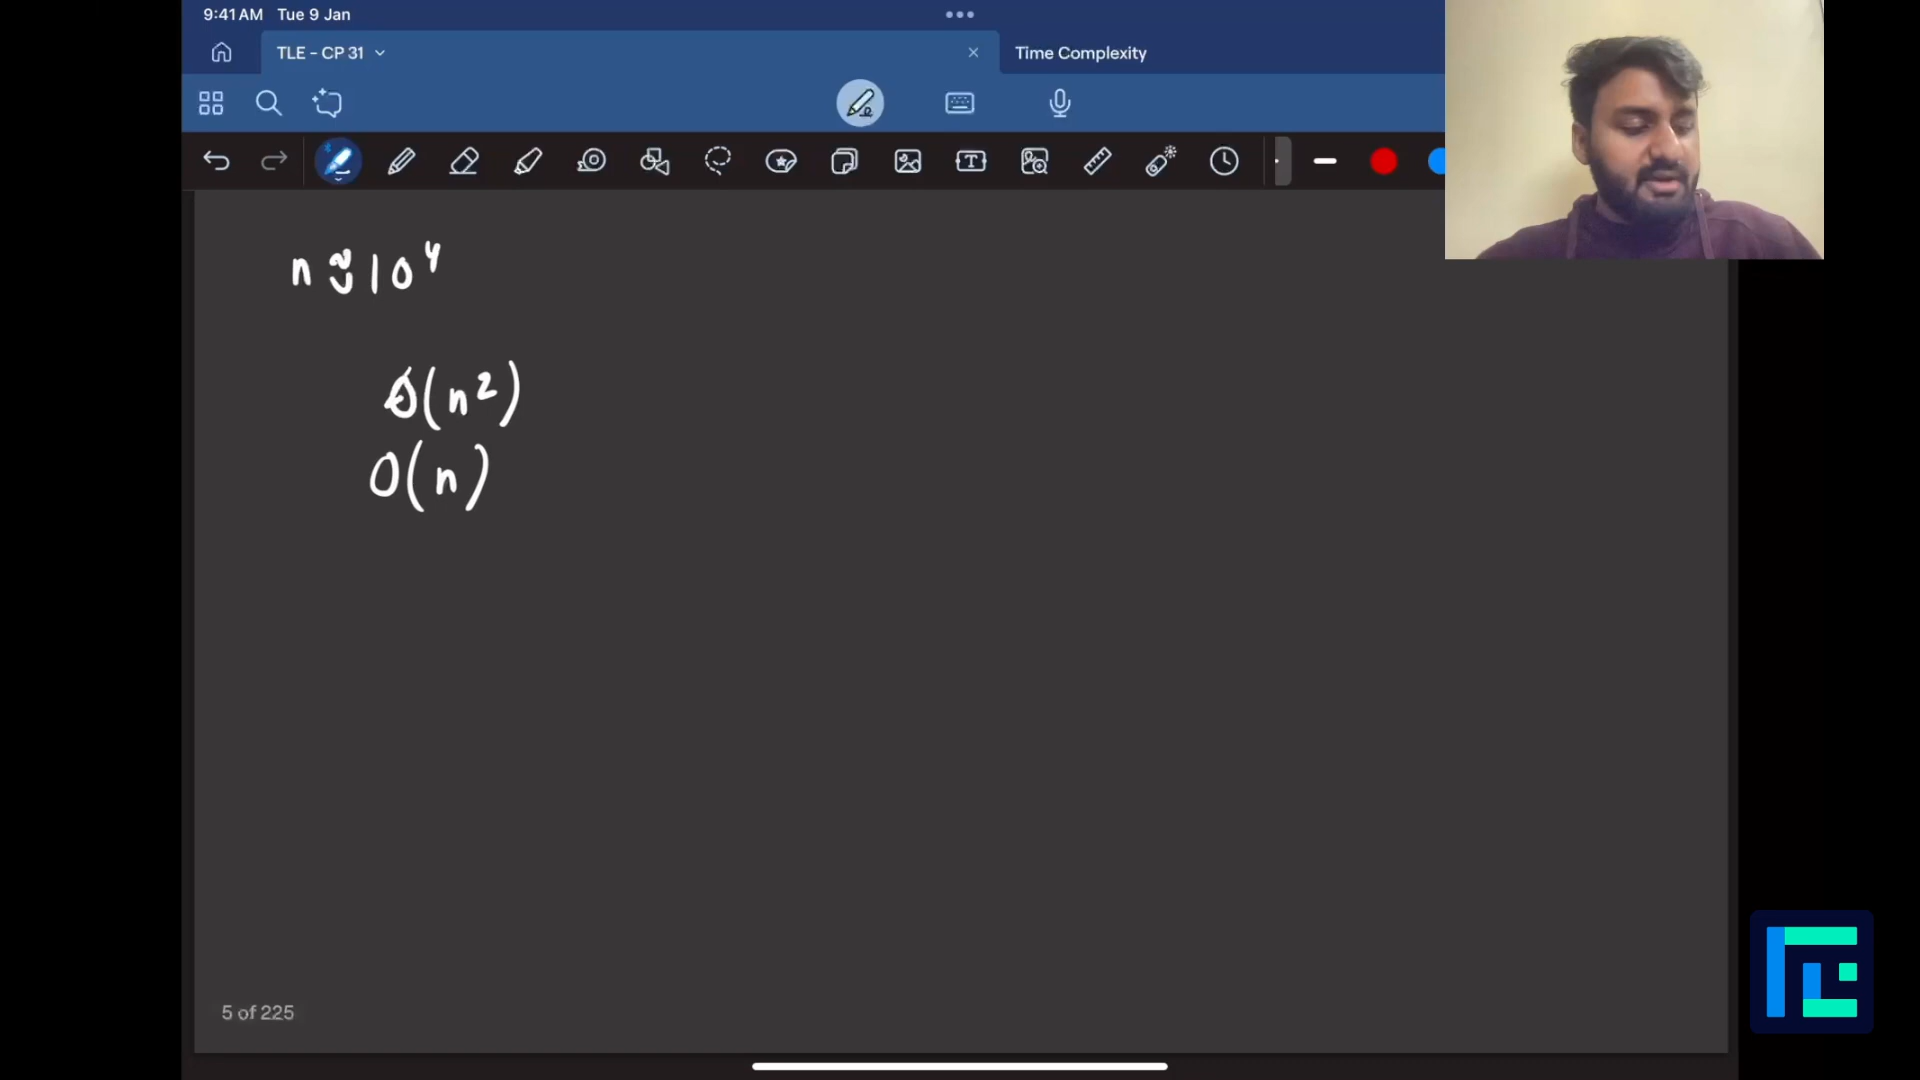 9:41 AM Tue 9 Jan
TLE - CP 31
Time Complexity
n ≈ 10⁴
O(n²)
O(n)
5 of 225